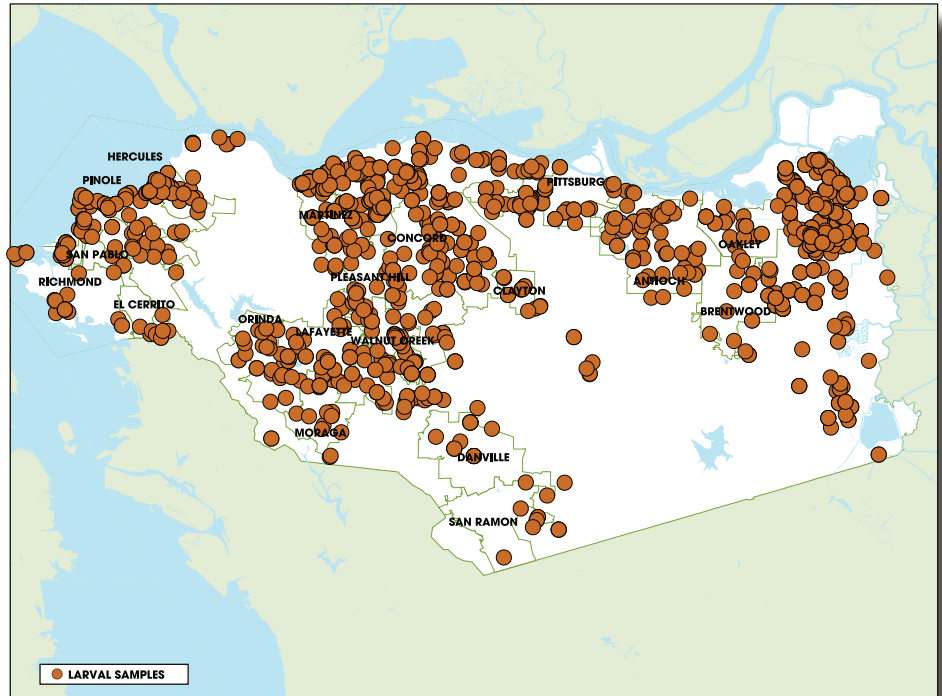 HERCULES
PINOLE
PITTSBURG
MARTINEZ
CONCORD
OAKLEY
SAN PABLO
PLEASANT HILL
RICHMOND
ANTIOCH
CLAYTON
EL CERRITO
BRENTWOOD
ORINDA
LAFAYETTE
WALNUT CREEK
MORAGA
DANVILLE
SAN RAMON
LARVAL SAMPLES